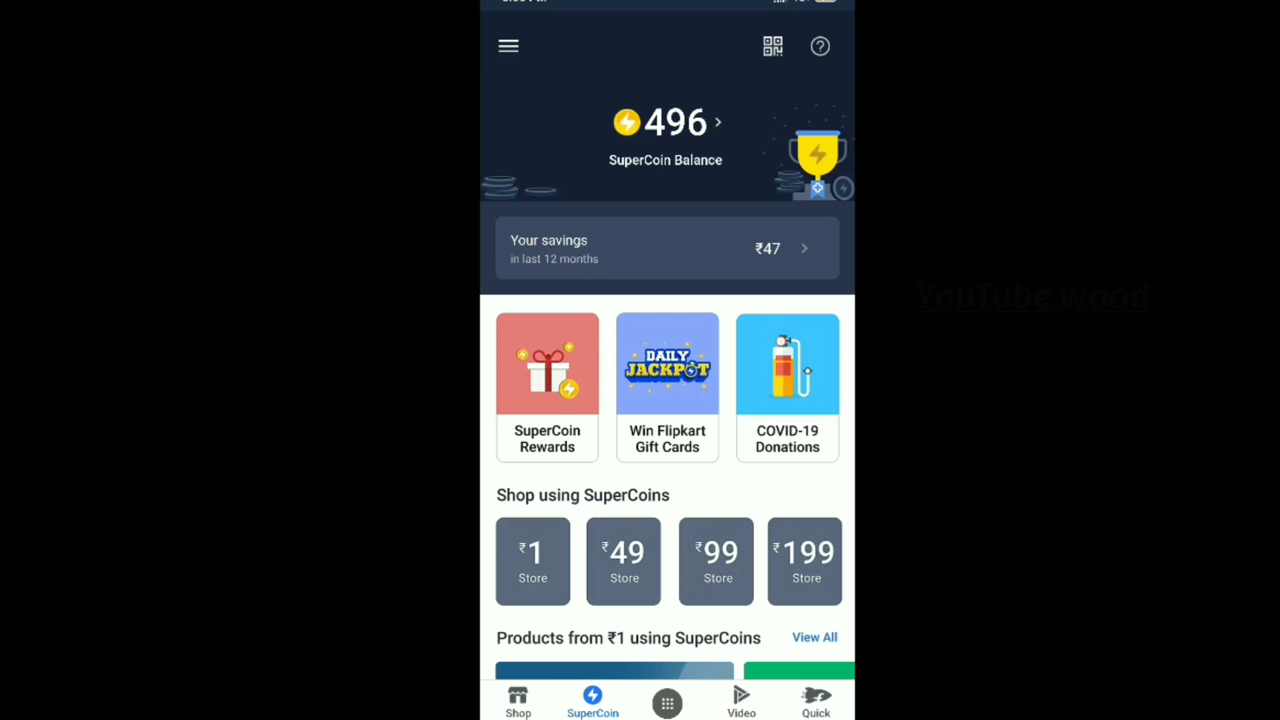 496
SuperCoin Balance
Your savings
in last 12 months
₹47
DAILY
JACKPOT
SuperCoin
Rewards
Win Flipkart
Gift Cards
COVID-19
Donations
YouTube wood
Shop using SuperCoins
₹1
Store
₹49
Store
₹99
Store
₹199
Store
Products from ₹1 using SuperCoins
View All
Shop
SuperCoin
Video
Quick